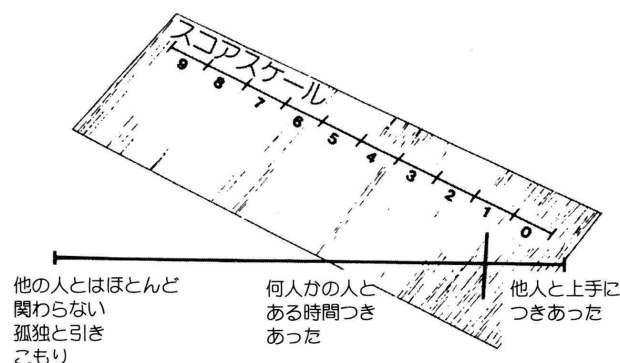 スコアスケール
9 8 7 6 5 4 3 2 1 0
他の人とはほとんど
関わらない
孤独と引き
こもり
何人かの人と
ある時間つき
あった
他人と上手に
つきあった